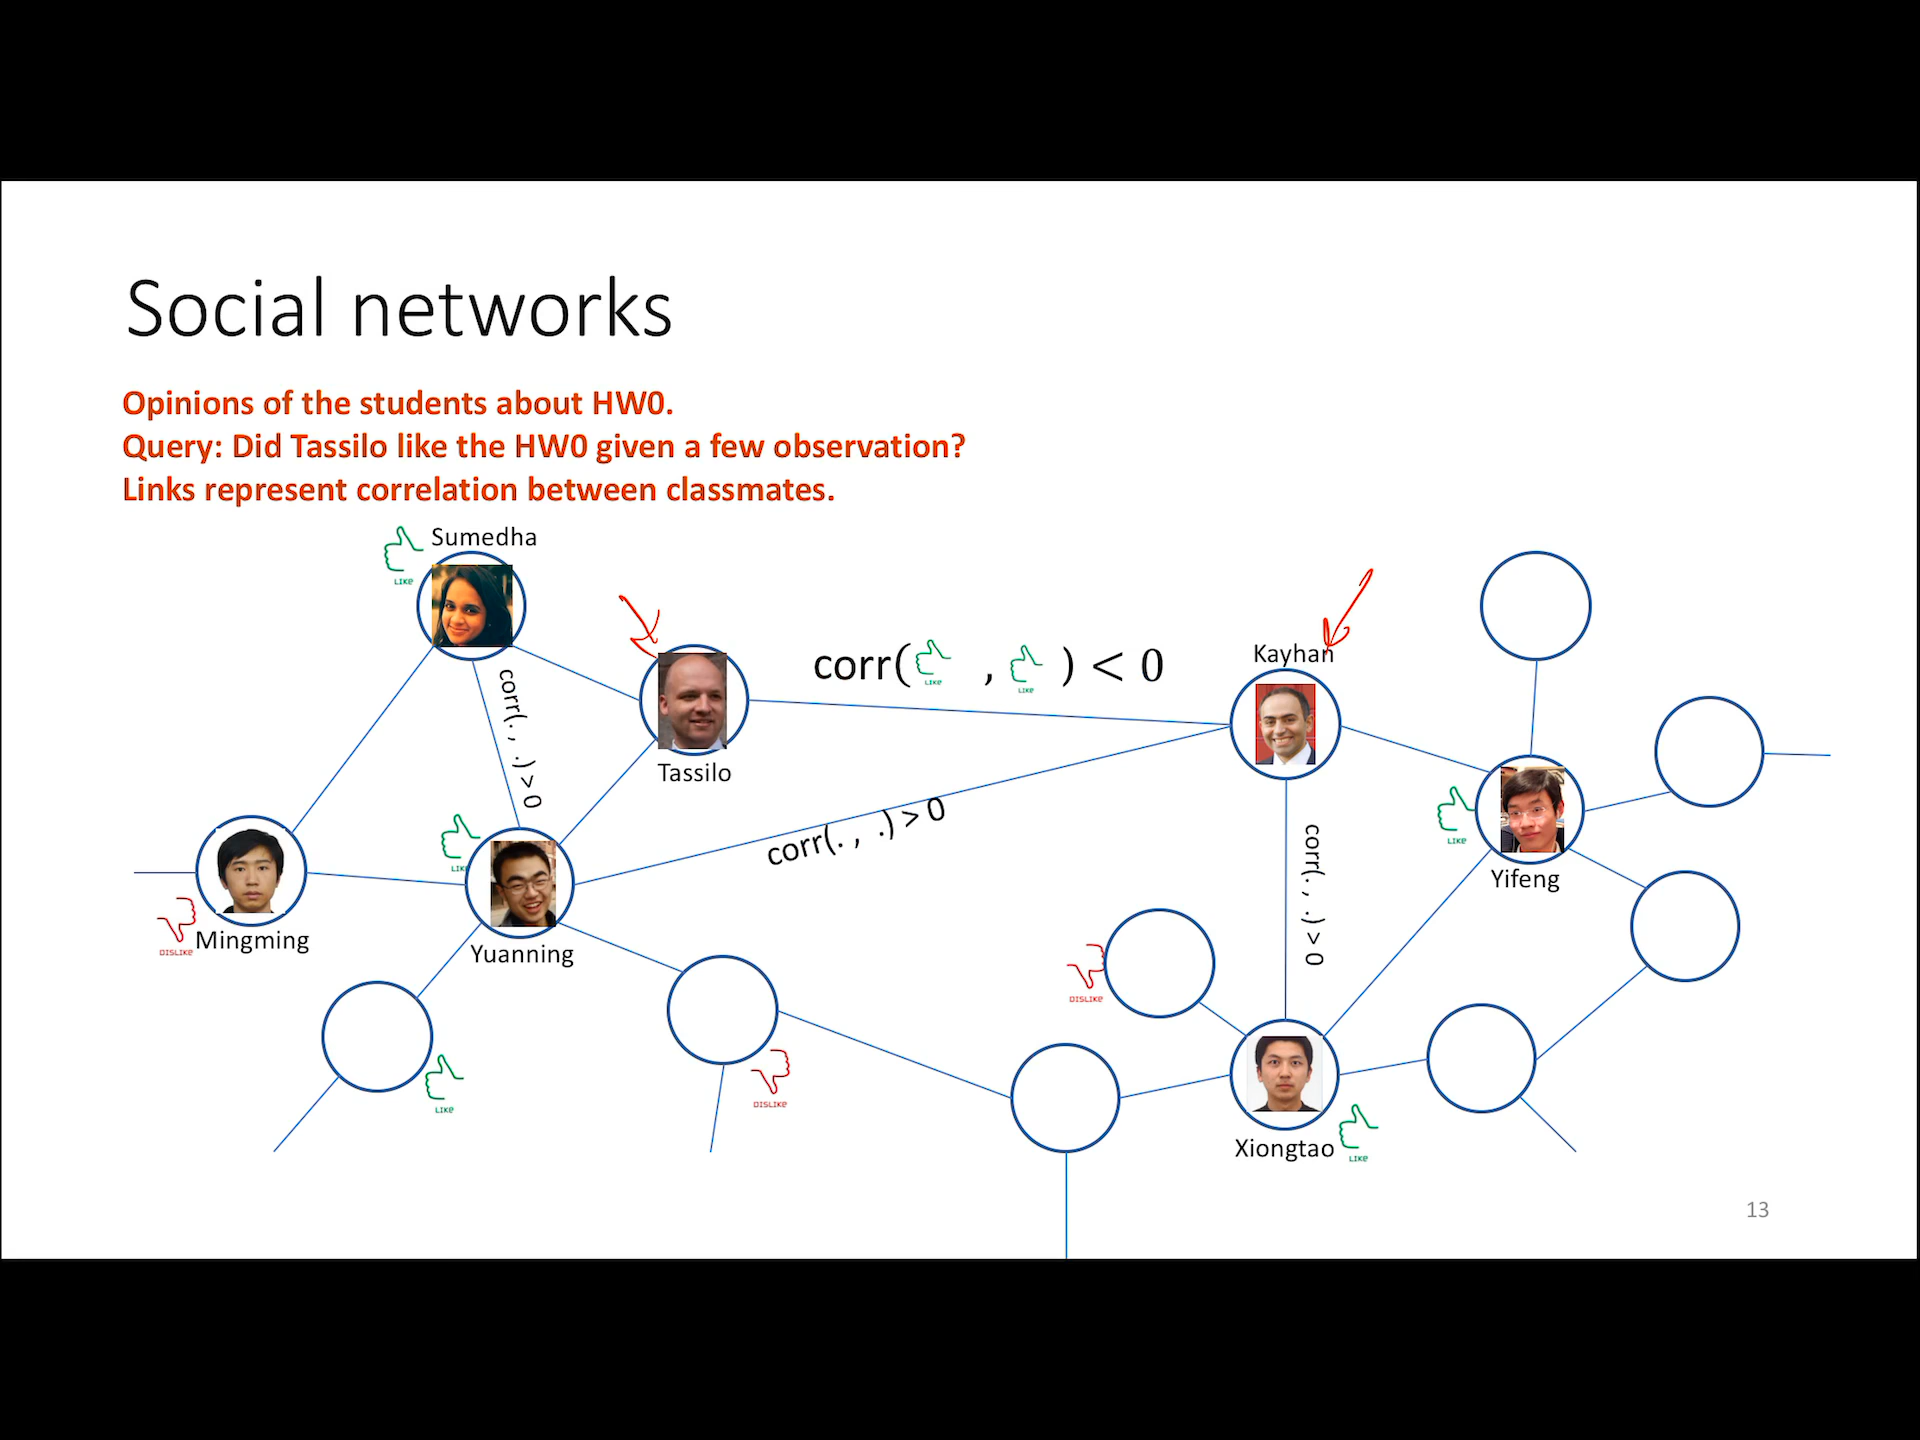 Social networks
Opinions of the students about HW0.
Query: Did Tassilo like the HW0 given a few observation?
Links represent correlation between classmates.
Sumedha
LIKE
corr(. , .) > 0
Tassilo
corr(LIKE , LIKE) < 0
Kayhan
corr(. , .) > 0
LIKE
Yifeng
corr(. , .) > 0
DISLIKE
Mingming
LIKE
Yuanning
LIKE
DISLIKE
DISLIKE
Xiongtao
LIKE
13